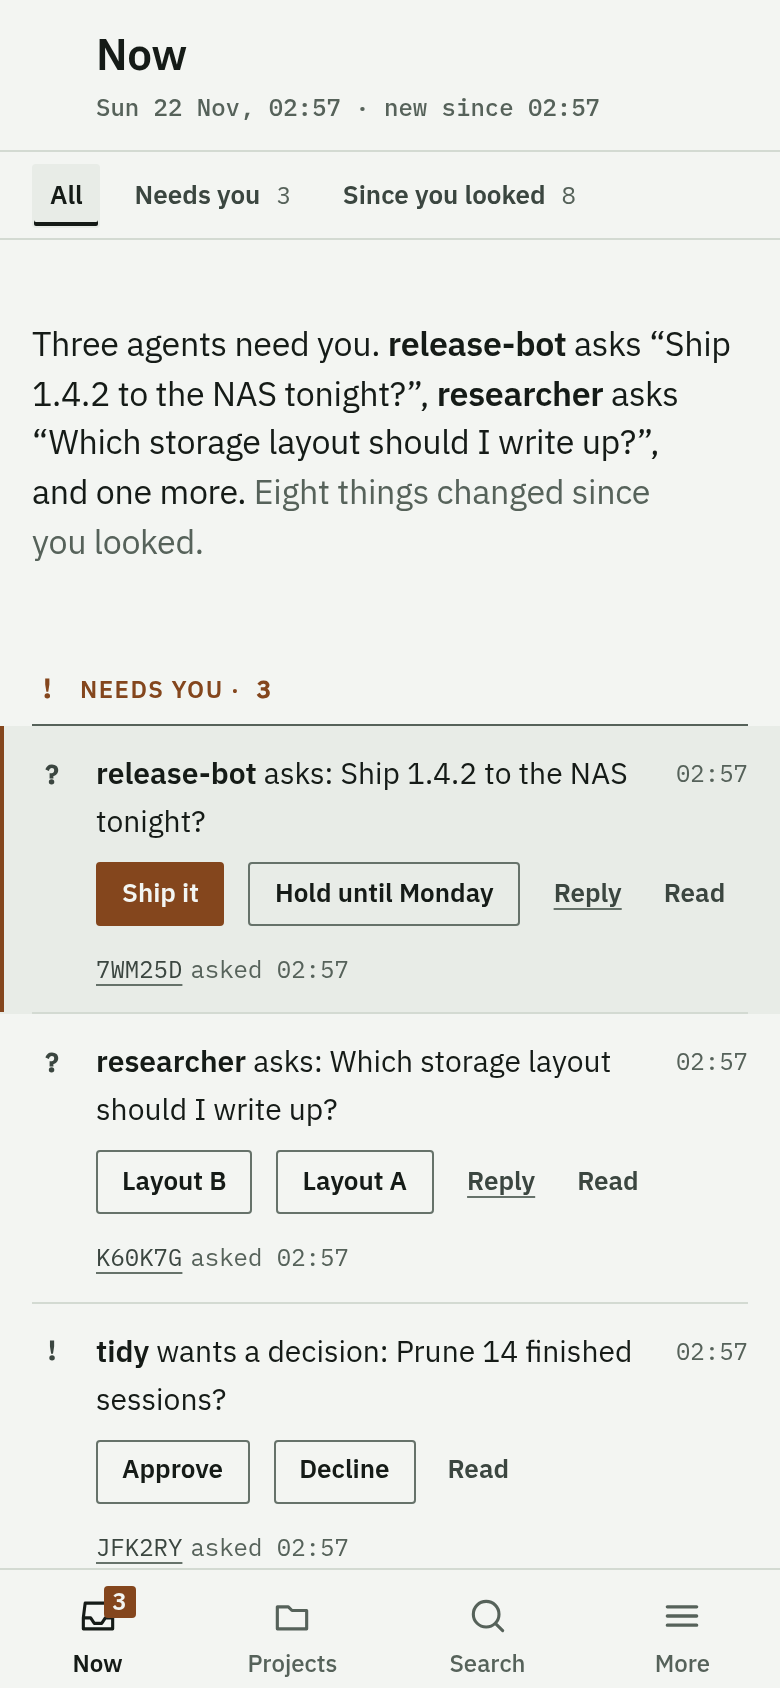 Now
Sun 22 Nov, 02:57 · new since 02:57
All Needs you 3 Since you looked 8
Three agents need you. release-bot asks “Ship
1.4.2 to the NAS tonight?”, researcher asks
“Which storage layout should I write up?”,
and one more. Eight things changed since
you looked.
! NEEDS YOU · 3
? release-bot asks: Ship 1.4.2 to the NAS 02:57
tonight?
Ship it Hold until Monday Reply Read
7WM25D asked 02:57
? researcher asks: Which storage layout 02:57
should I write up?
Layout B Layout A Reply Read
K60K7G asked 02:57
! tidy wants a decision: Prune 14 finished 02:57
sessions?
Approve Decline Read
JFK2RY asked 02:57
3
Now Projects Search More